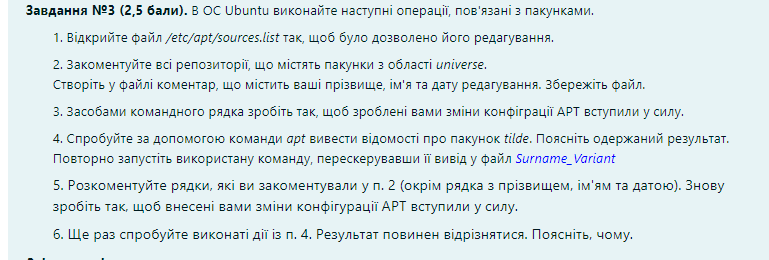 Завдання №3 (2,5 бали). В ОС Ubuntu виконайте наступні операції, пов'язані з пакунками.
1. Відкрийте файл /etc/apt/sources.list так, щоб було дозволено його редагування.
2. Закоментуйте всі репозиторії, що містять пакунки з області universe.
Створіть у файлі коментар, що містить ваші прізвище, ім'я та дату редагування. Збережіть файл.
3. Засобами командного рядка зробіть так, щоб зроблені вами зміни конфіграції APT вступили у силу.
4. Спробуйте за допомогою команди apt вивести відомості про пакунок tilde. Поясніть одержаний результат.
Повторно запустіть використану команду, перескерувавши її вивід у файл Surname_Variant
5. Розкоментуйте рядки, які ви закоментували у п. 2 (окрім рядка з прізвищем, ім'ям та датою). Знову
зробіть так, щоб внесені вами зміни конфігурації APT вступили у силу.
6. Ще раз спробуйте виконаті дії із п. 4. Результат повинен відрізнятися. Поясніть, чому.